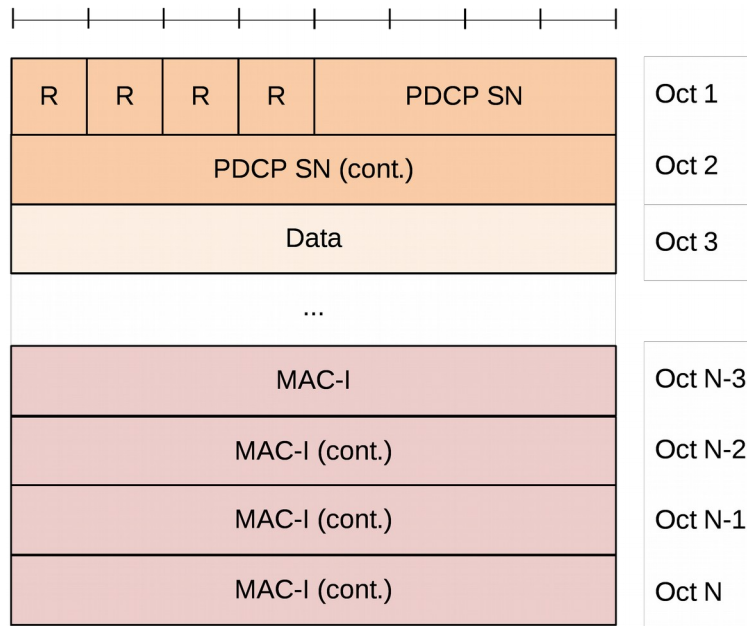 R R R R PDCP SN Oct 1
PDCP SN (cont.) Oct 2
Data Oct 3
...
MAC-I Oct N-3
MAC-I (cont.) Oct N-2
MAC-I (cont.) Oct N-1
MAC-I (cont.) Oct N